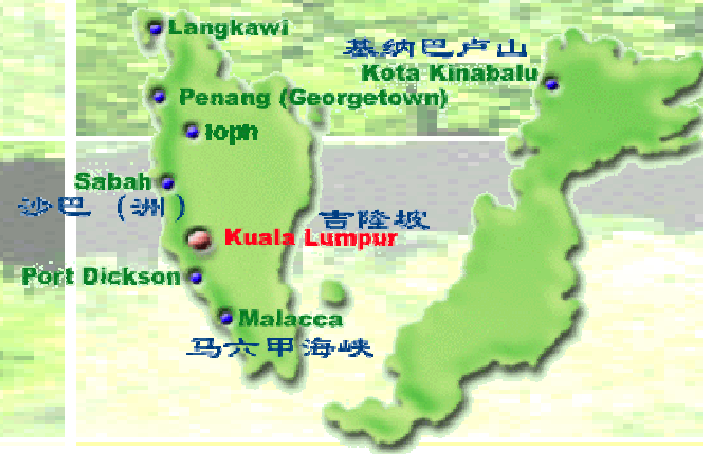 Langkawi
基纳巴卢山
Kota Kinabalu
Penang (Georgetown)
Ioph
Sabah
沙巴（洲）
吉隆坡
Kuala Lumpur
Port Dickson
Malacca
马六甲海峡